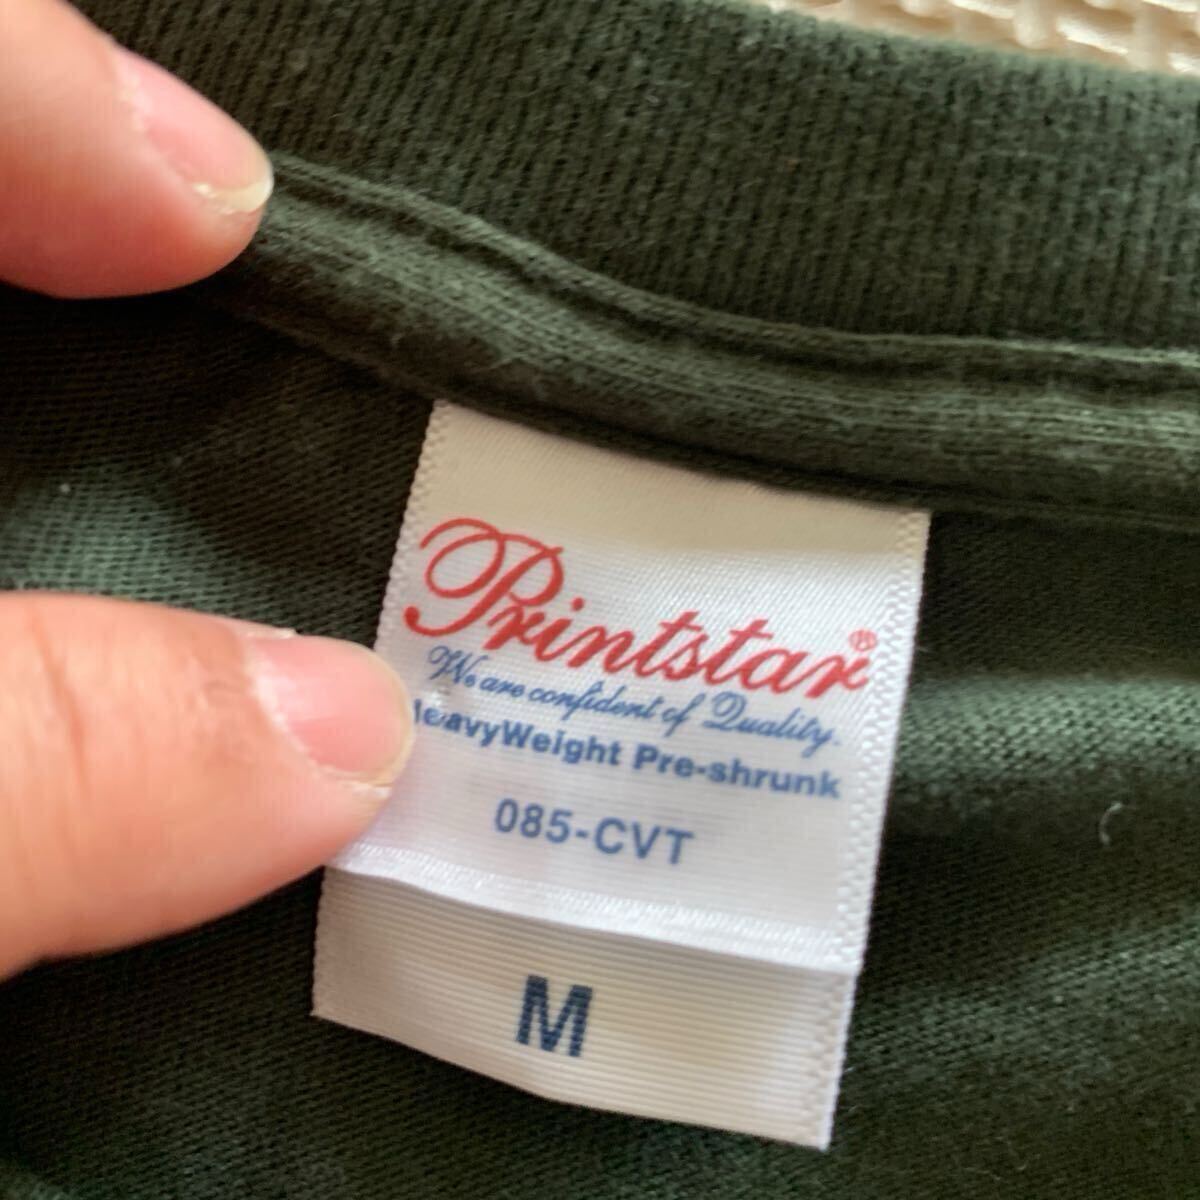 Printstar®
We are confident of Quality.
HeavyWeight Pre-shrunk
085-CVT
M